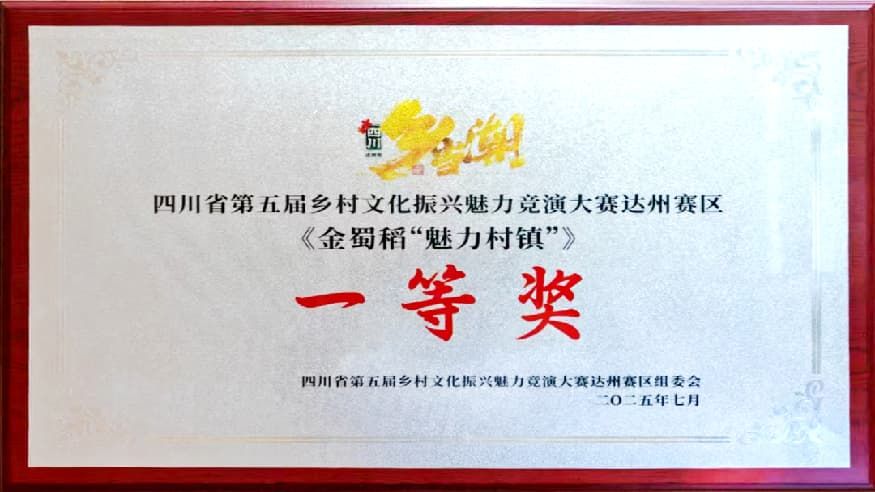 四川
乡村潮
四川省第五届乡村文化振兴魅力竞演大赛达州赛区
《金蜀稻“魅力村镇”》
一等奖
四川省第五届乡村文化振兴魅力竞演大赛达州赛区组委会
二〇二五年七月